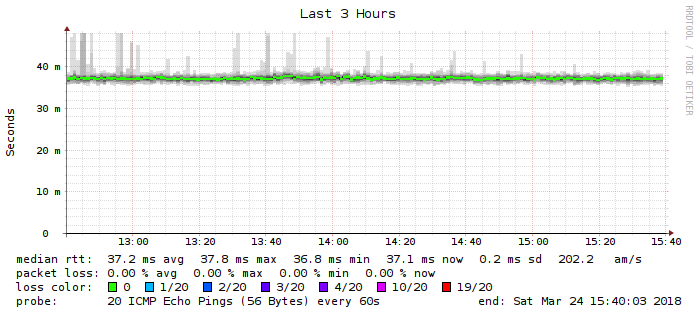 Last 3 Hours
RRDTOOL / TOBI OETIKER
Seconds
40 m
30 m
20 m
10 m
0
13:00 13:20 13:40 14:00 14:20 14:40 15:00 15:20 15:40
median rtt: 37.2 ms avg 37.8 ms max 36.8 ms min 37.1 ms now 0.2 ms sd 202.2 am/s
packet loss: 0.00 % avg 0.00 % max 0.00 % min 0.00 % now
loss color: 0 1/20 2/20 3/20 4/20 10/20 19/20
probe: 20 ICMP Echo Pings (56 Bytes) every 60s end: Sat Mar 24 15:40:03 2018